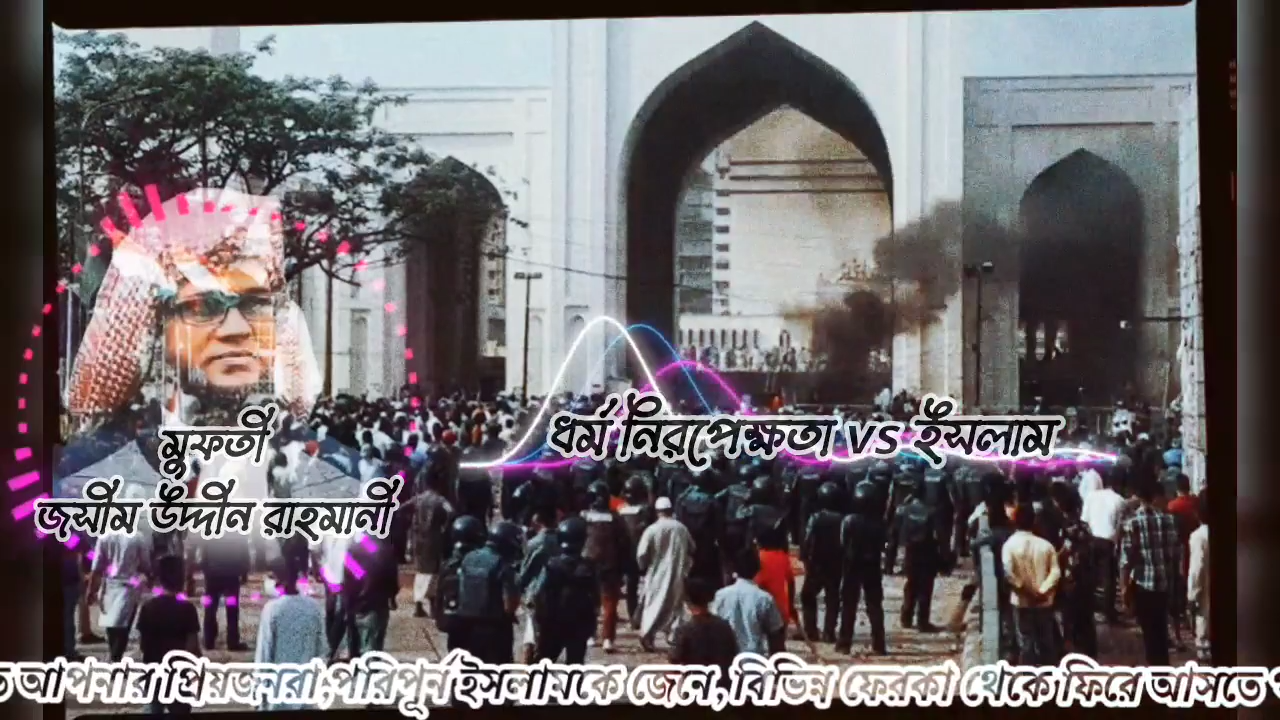 মুফতী
জসীম উদ্দীন রাহমানী
ধর্ম নিরপেক্ষতা vs ইসলাম
আপনার প্রিয়জনরা, পরিপূর্ন ইসলামকে জেনে, বিভিন্ন ফেরকা থেকে ফিরে আসতে